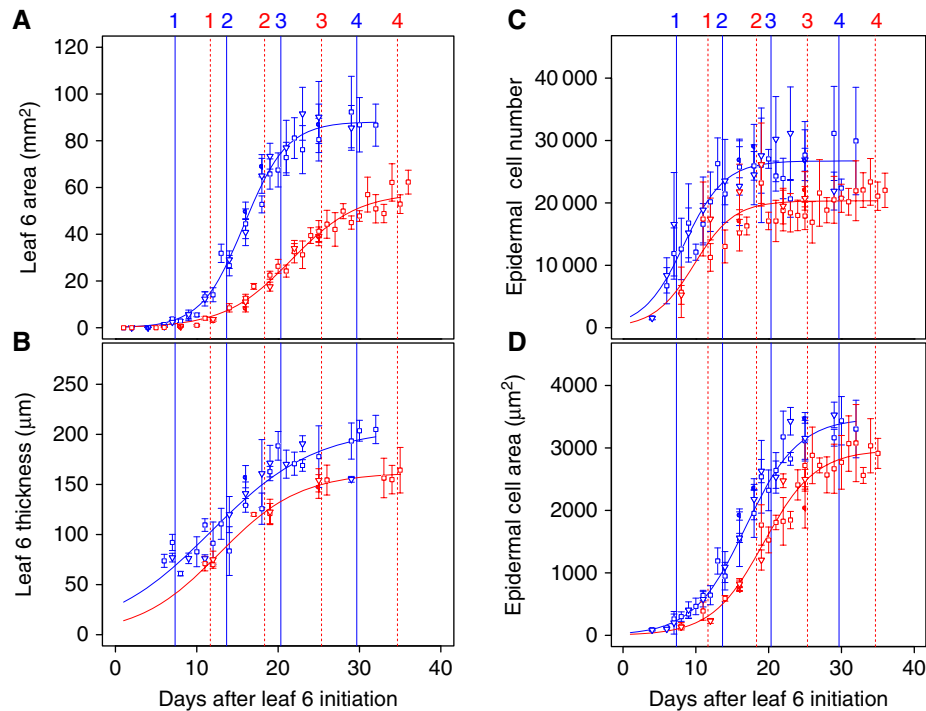 A
1 1 2 2 3 3 4 4
120
100
80
60
40
20
0
Leaf 6 area (mm²)
B
250
200
150
100
50
0
Leaf 6 thickness (μm)
0 10 20 30 40
Days after leaf 6 initiation
C
1 1 2 2 3 3 4 4
40 000
30 000
20 000
10 000
0
Epidermal cell number
D
4000
3000
2000
1000
0
Epidermal cell area (μm²)
0 10 20 30 40
Days after leaf 6 initiation